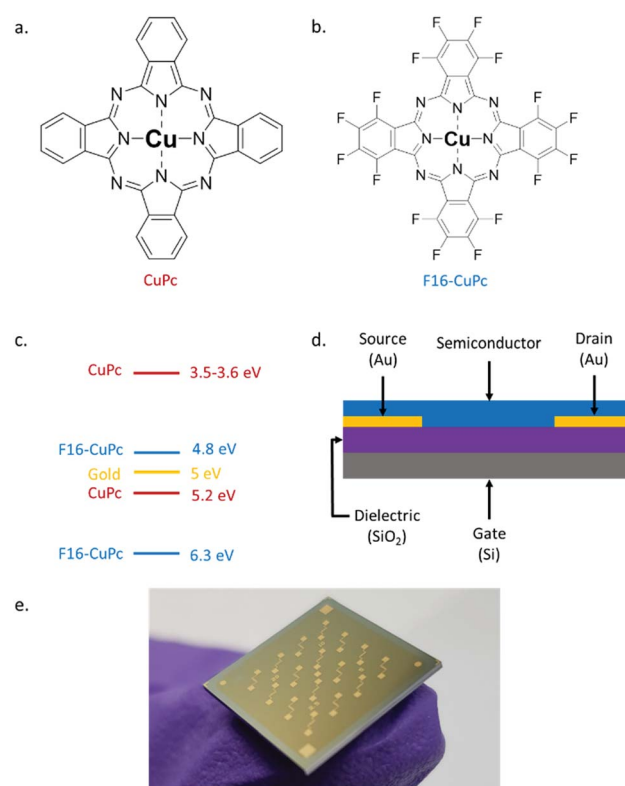 a.
b.
N
N
N
N
Cu
N
N
N
N
CuPc
F
F
F
F
F
F
F
F
N
N
N
N
Cu
N
N
N
N
F
F
F
F
F
F
F
F
F16-CuPc
c.
CuPc
3.5-3.6 eV
F16-CuPc
4.8 eV
Gold
5 eV
CuPc
5.2 eV
F16-CuPc
6.3 eV
d.
Source
(Au)
Semiconductor
Drain
(Au)
Dielectric
(SiO₂)
Gate
(Si)
e.